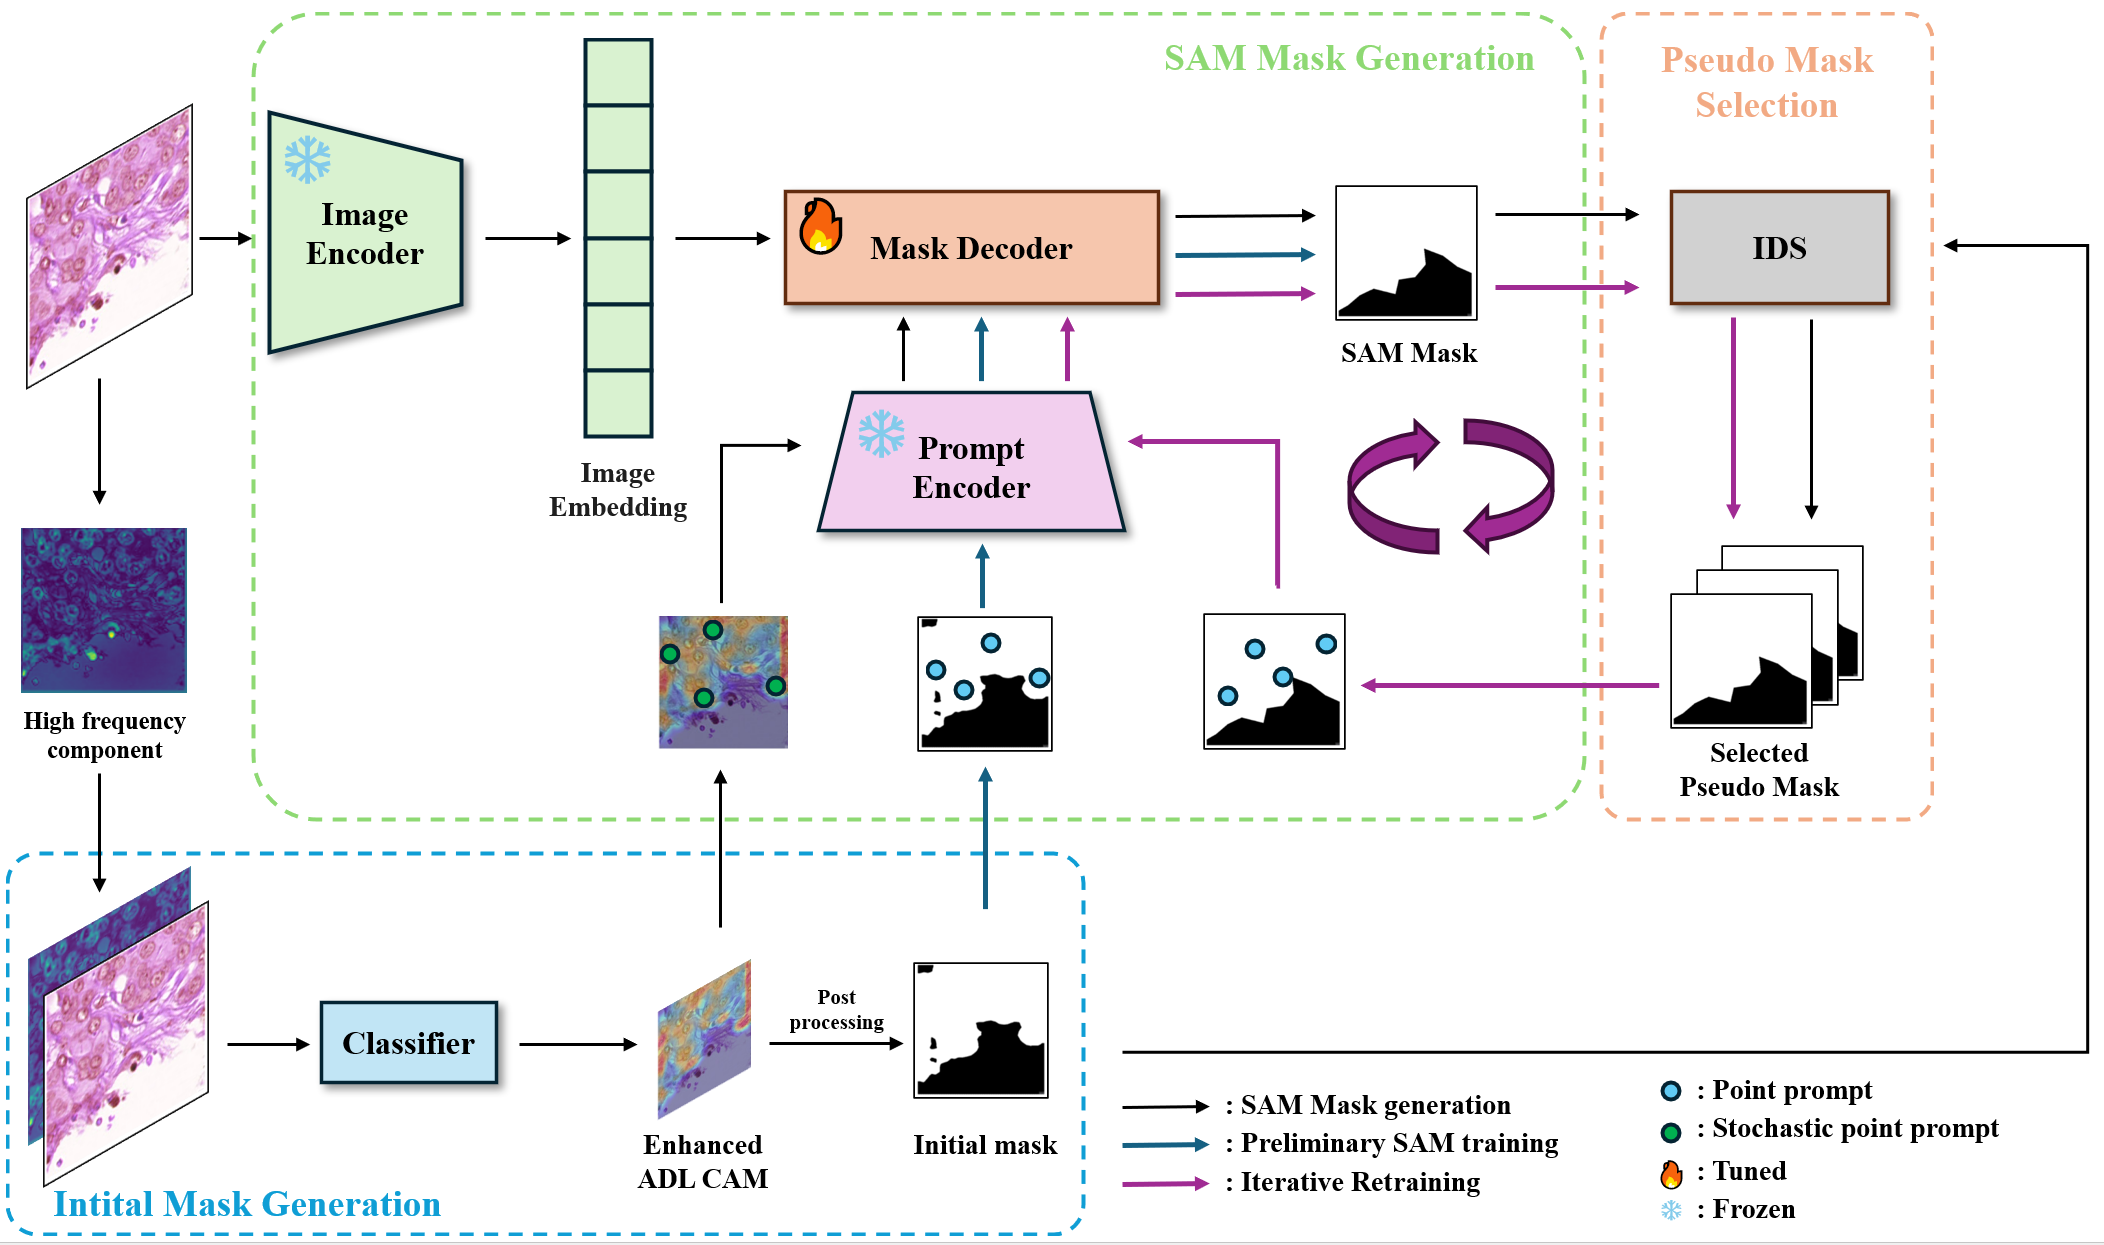 SAM Mask Generation
Pseudo Mask
Selection
Image
Encoder
Mask Decoder
IDS
SAM Mask
Image
Embedding
Prompt
Encoder
High frequency
component
Selected
Pseudo Mask
Classifier
Post
processing
Enhanced
ADL CAM
Initial mask
Intital Mask Generation
: SAM Mask generation
: Preliminary SAM training
: Iterative Retraining
: Point prompt
: Stochastic point prompt
: Tuned
: Frozen